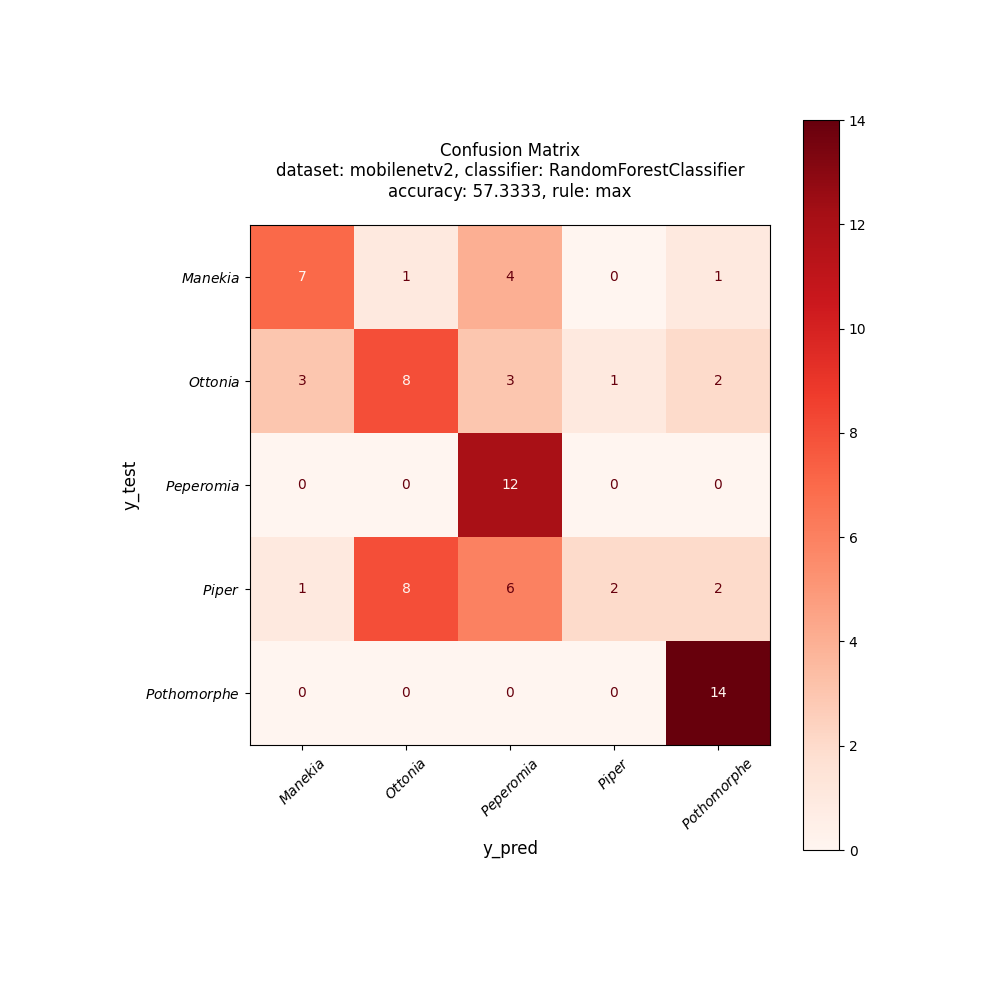 Confusion Matrix
dataset: mobilenetv2, classifier: RandomForestClassifier
accuracy: 57.3333, rule: max
Manekia 7 1 4 0 1
Ottonia 3 8 3 1 2
Peperomia 0 0 12 0 0
Piper 1 8 6 2 2
Pothomorphe 0 0 0 0 14
Manekia Ottonia Peperomia Piper Pothomorphe
y_pred
y_test
14
12
10
8
6
4
2
0